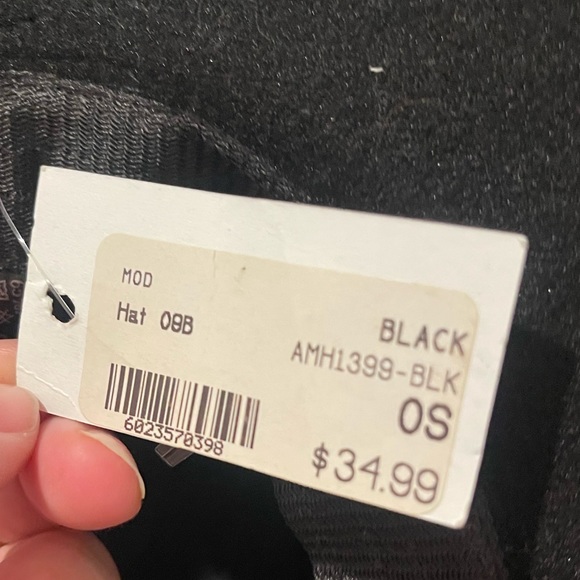 MOD
Hat 09B
6023570398
BLACK
AMH1399-BLK
OS
$34.99